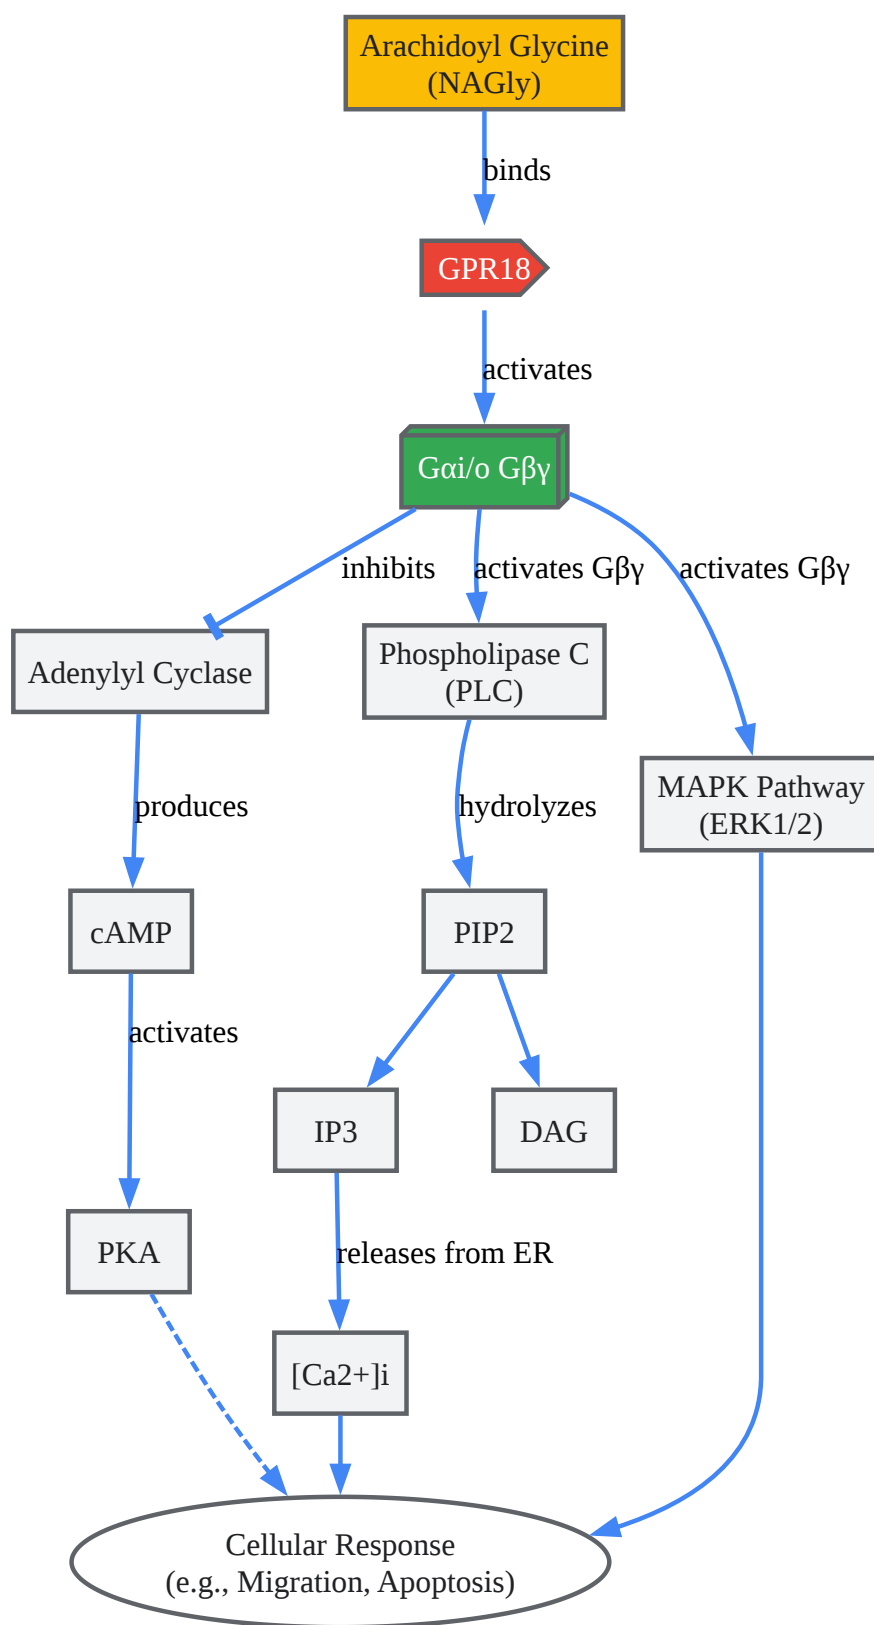 Arachidoyl Glycine
(NAGly)
binds
GPR18
activates
Gαi/o Gβγ
inhibits
activates Gβγ
activates Gβγ
Adenylyl Cyclase
Phospholipase C
(PLC)
MAPK Pathway
(ERK1/2)
produces
hydrolyzes
cAMP
PIP2
activates
IP3
DAG
PKA
releases from ER
[Ca2+]i
Cellular Response
(e.g., Migration, Apoptosis)